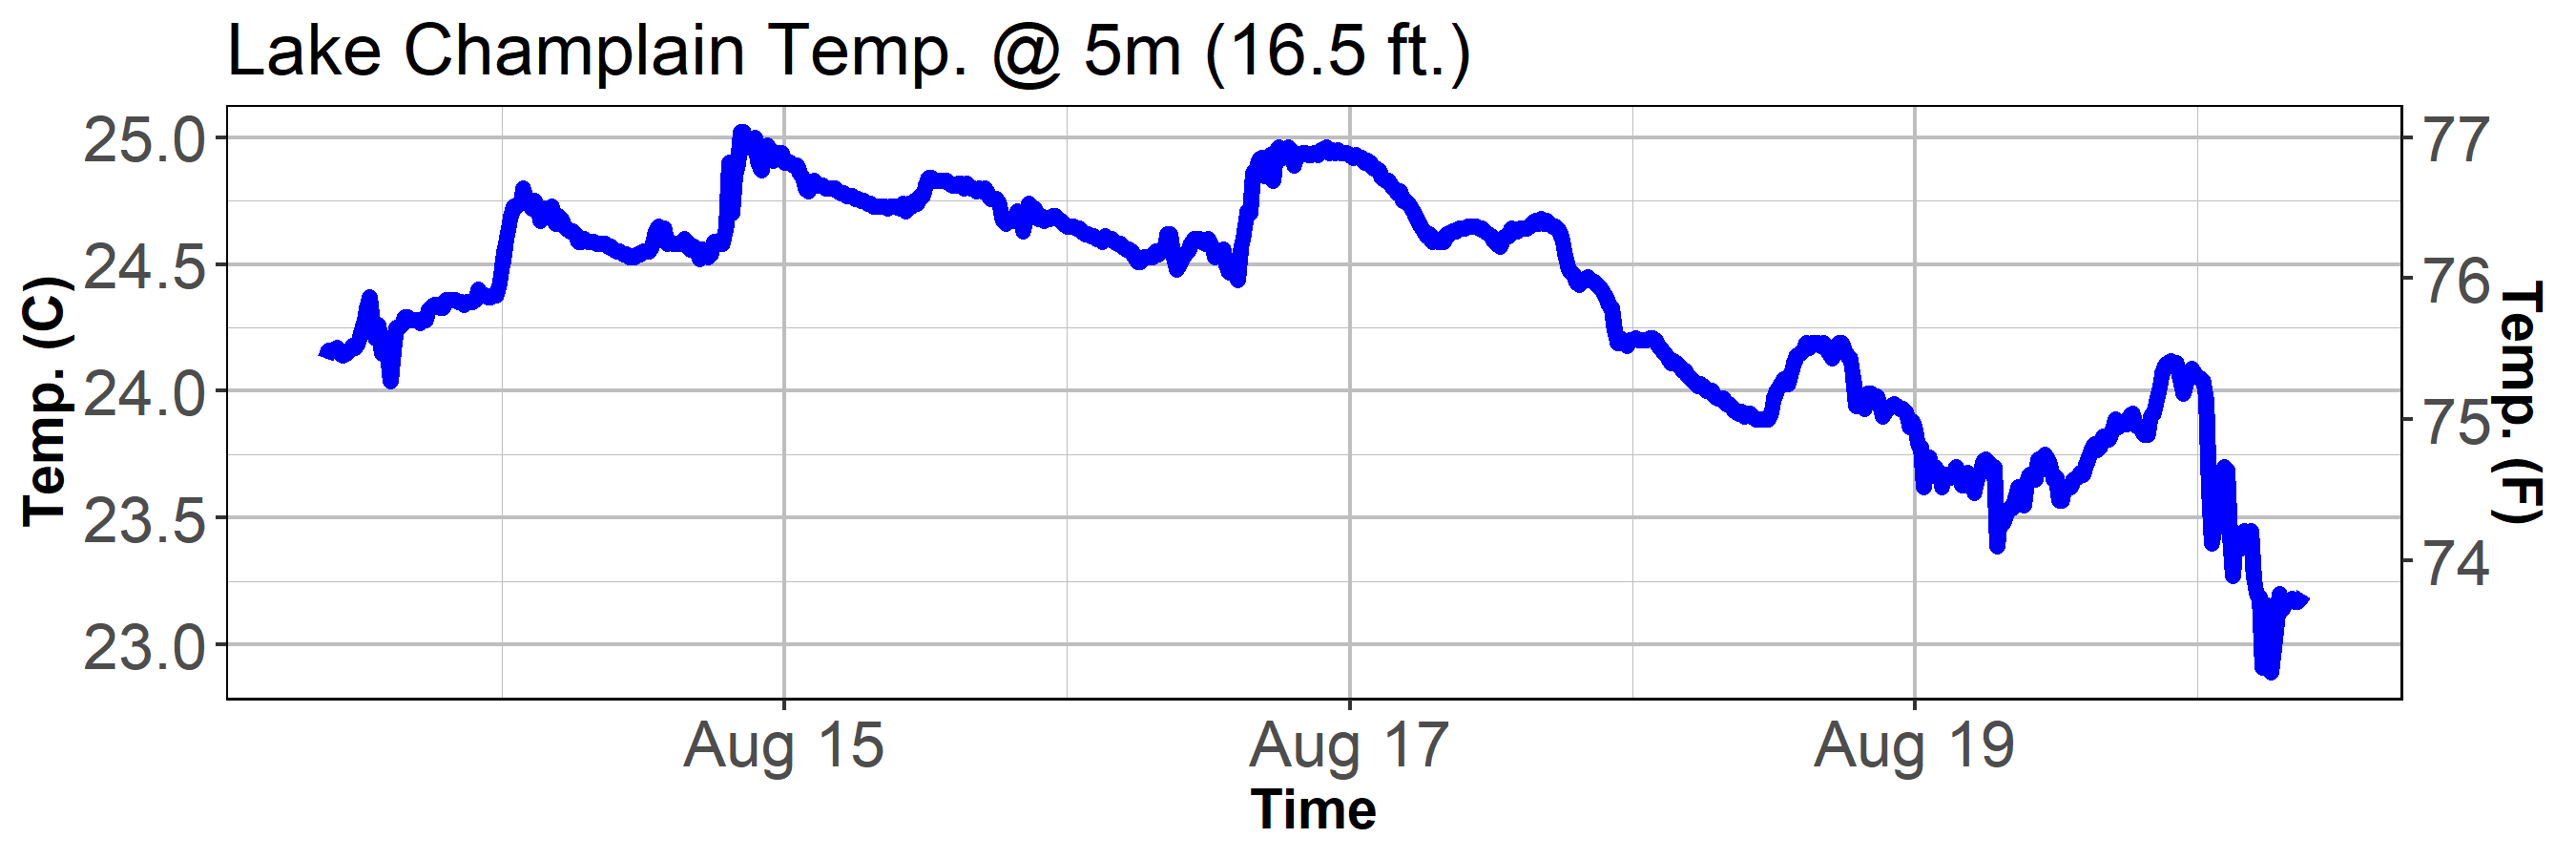 Lake Champlain Temp. @ 5m (16.5 ft.)
25.0
24.5
24.0
23.5
23.0
Temp. (C)
77
76
75
74
Temp. (F)
Aug 15 Aug 17 Aug 19
Time